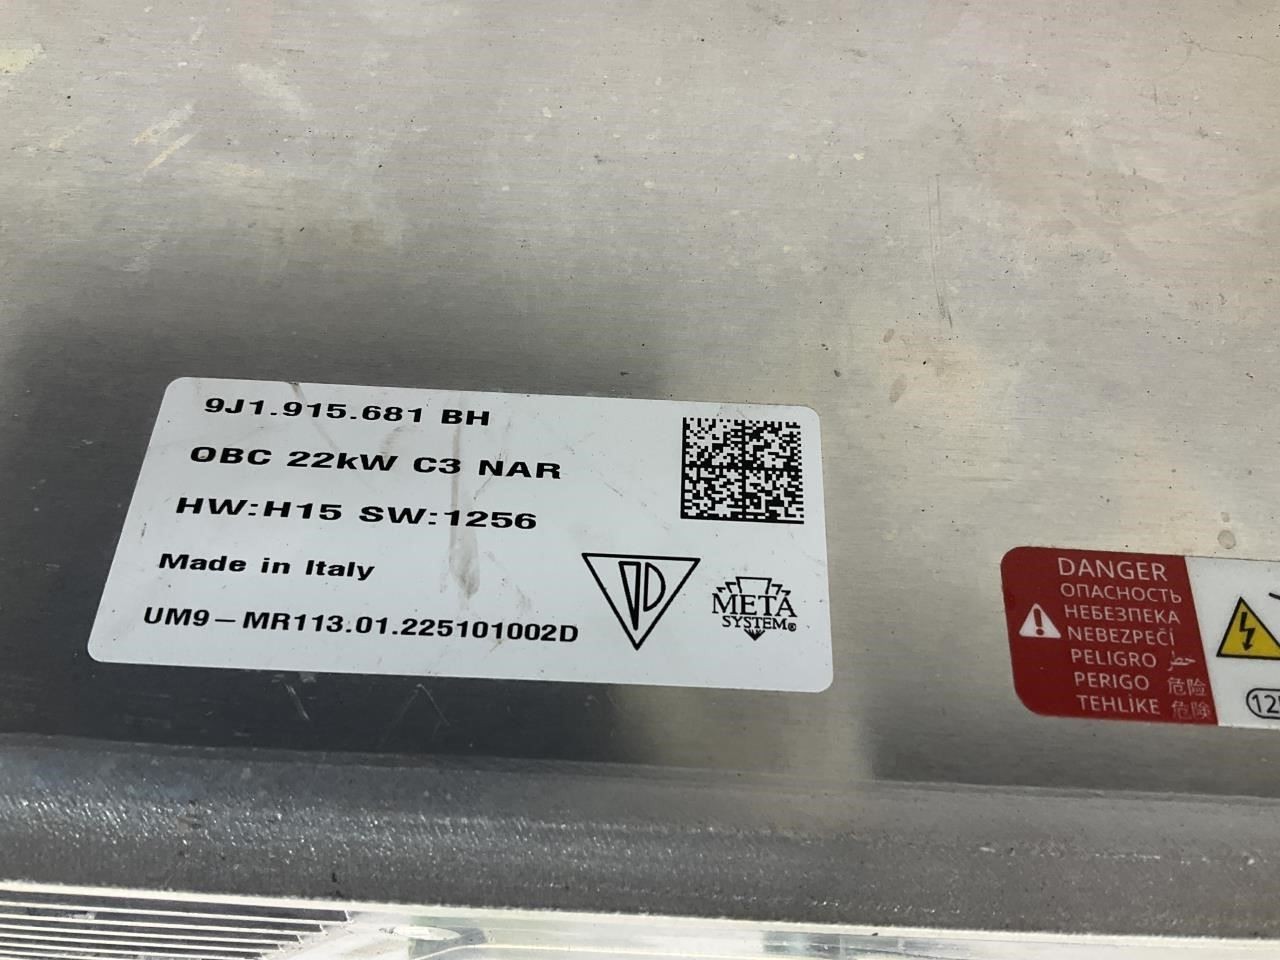 9J1.915.681 BH
OBC 22kW C3 NAR
HW:H15 SW:1256
Made in Italy
UM9-MR113.01.225101002D
META
SYSTEM®
DANGER
ОПАСНОСТЬ
НЕБЕЗПЕКА
NEBEZPEČÍ
PELIGRO خطر
PERIGO 危险
TEHLİKE 危険